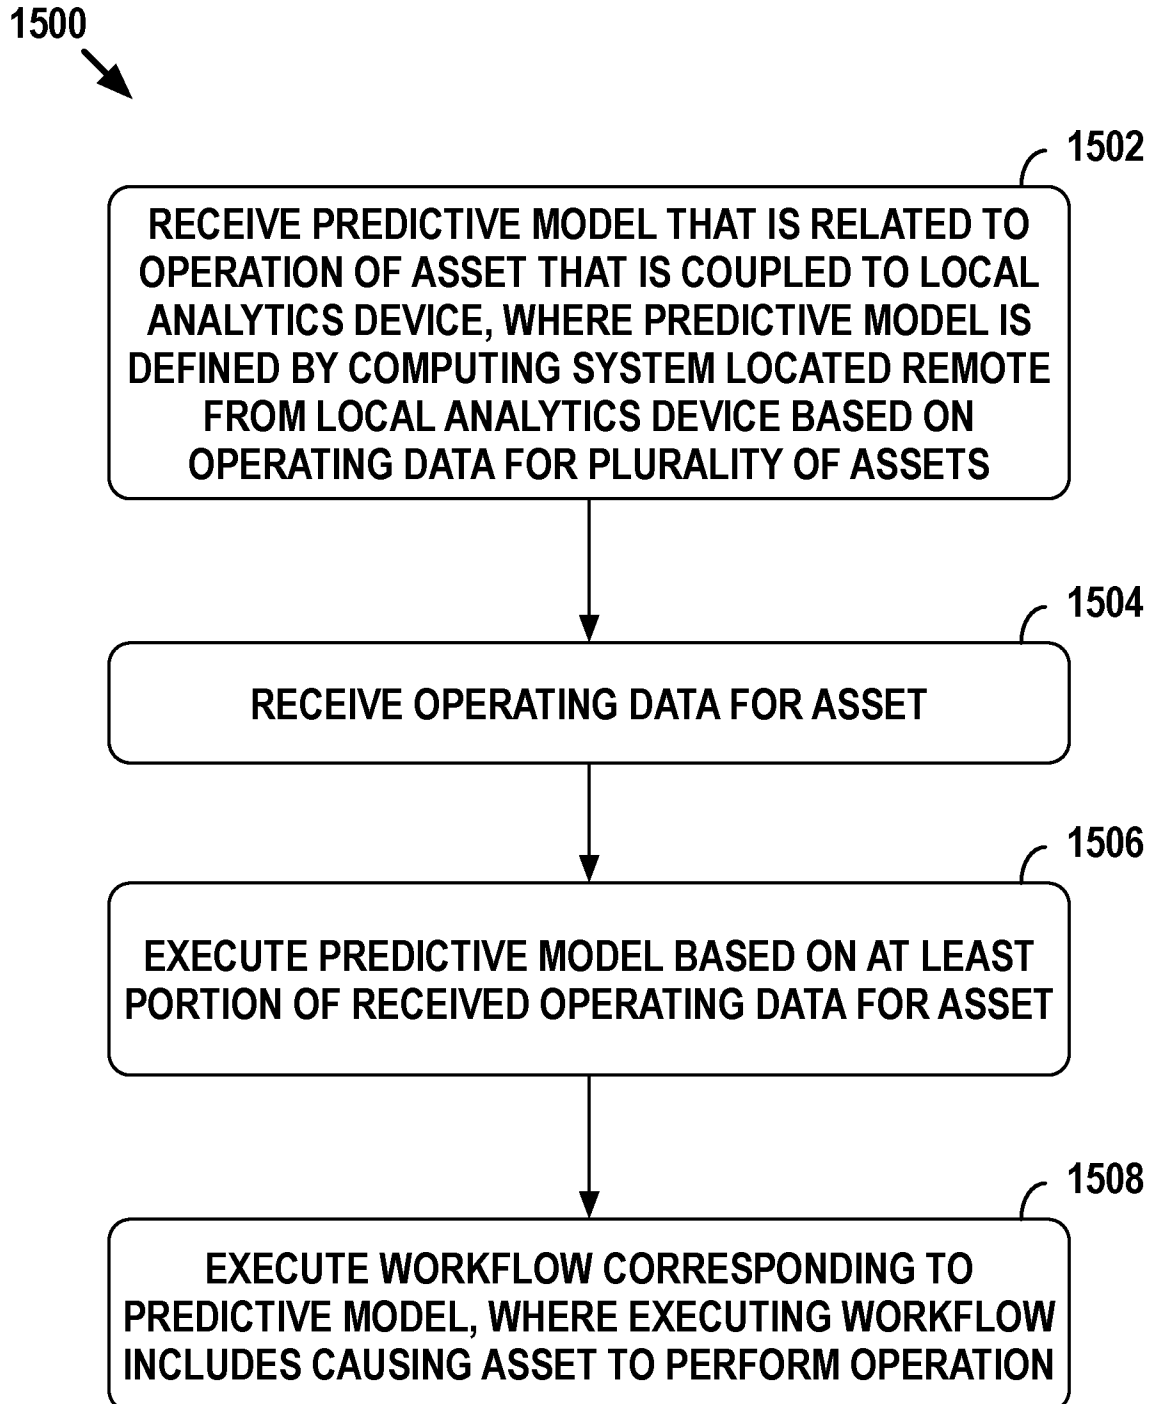 1500
1502
RECEIVE PREDICTIVE MODEL THAT IS RELATED TO
OPERATION OF ASSET THAT IS COUPLED TO LOCAL
ANALYTICS DEVICE, WHERE PREDICTIVE MODEL IS
DEFINED BY COMPUTING SYSTEM LOCATED REMOTE
FROM LOCAL ANALYTICS DEVICE BASED ON
OPERATING DATA FOR PLURALITY OF ASSETS
1504
RECEIVE OPERATING DATA FOR ASSET
1506
EXECUTE PREDICTIVE MODEL BASED ON AT LEAST
PORTION OF RECEIVED OPERATING DATA FOR ASSET
1508
EXECUTE WORKFLOW CORRESPONDING TO
PREDICTIVE MODEL, WHERE EXECUTING WORKFLOW
INCLUDES CAUSING ASSET TO PERFORM OPERATION